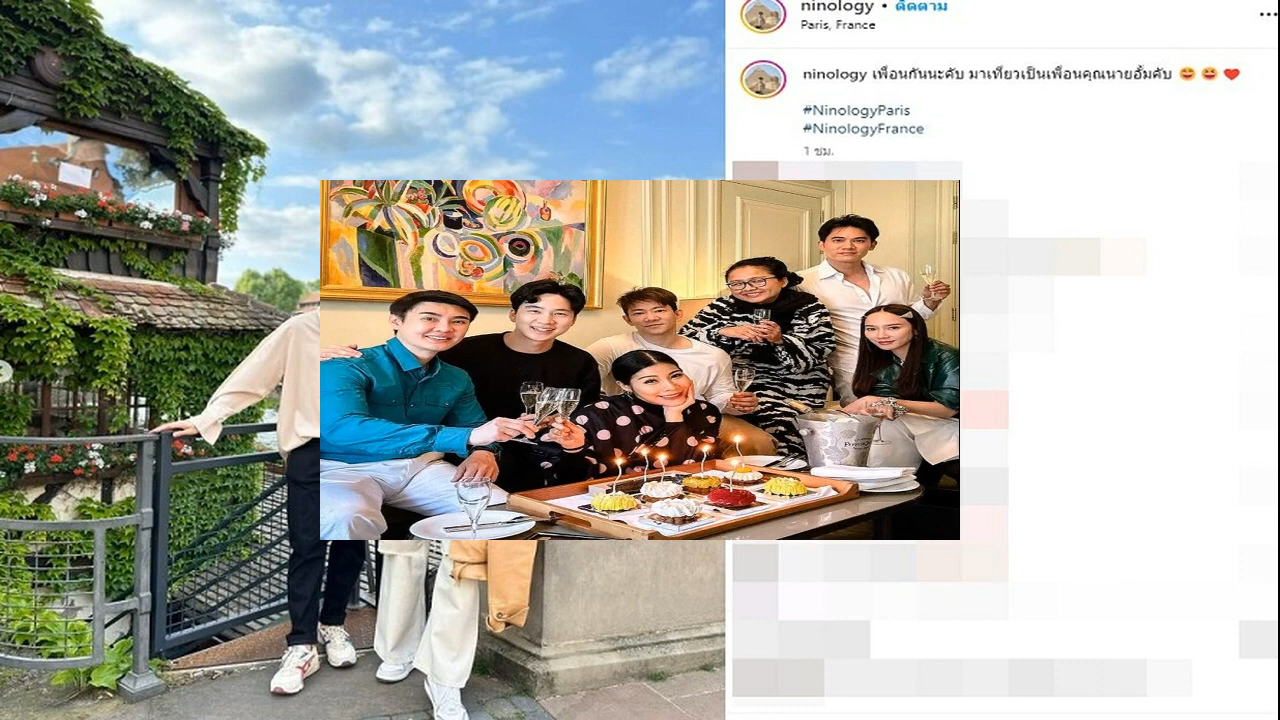 ninology • ติดตาม
Paris, France
ninology เพื่อนกันนะคับ มาเที่ยวเป็นเพื่อนคุณนายอั้มคับ 😍 😆 ❤️
#NinologyParis
#NinologyFrance
1 ชม.